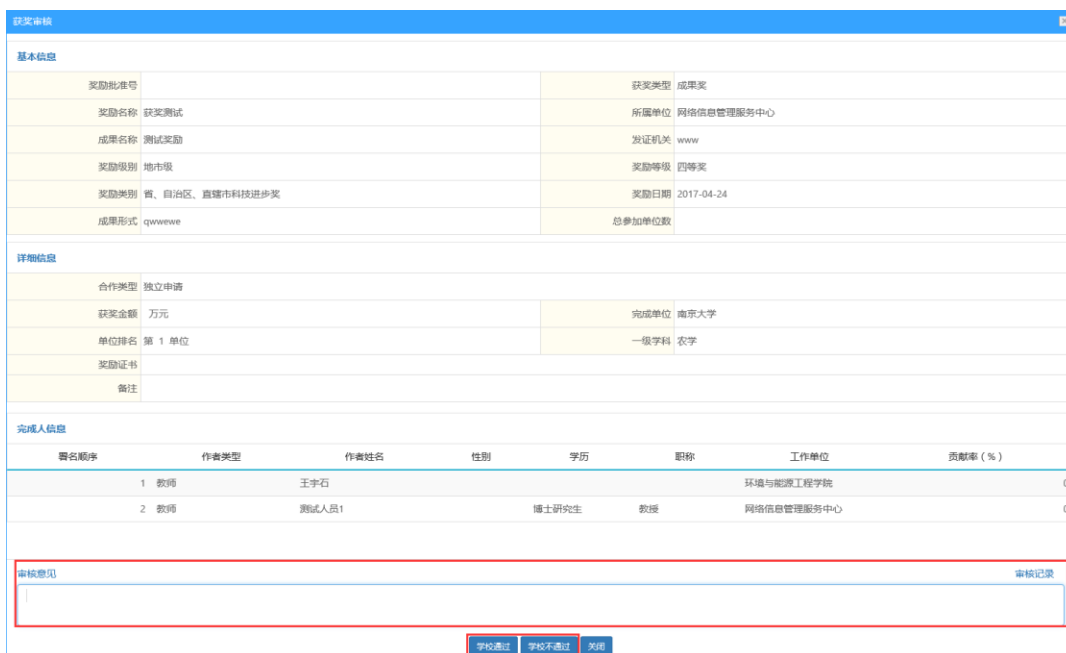 获奖审核
基本信息
奖励批准号 获奖类型 成果奖
奖励名称 获奖测试 所属单位 网络信息管理服务中心
成果名称 测试奖励 发证机关 www
奖励级别 地市级 奖励等级 四等奖
奖励类别 省、自治区、直辖市科技进步奖 奖励日期 2017-04-24
成果形式 qwwewe 总参加单位数
详细信息
合作类型 独立申请
获奖金额 万元 完成单位 南京大学
单位排名 第 1 单位 一级学科 农学
奖励证书
备注
完成人信息
署名顺序 作者类型 作者姓名 性别 学历 职称 工作单位 贡献率（%）
1 教师 王宇石 环境与能源工程学院 0
2 教师 测试人员1 博士研究生 教授 网络信息管理服务中心 0
审核意见 审核记录
学校通过 学校不通过 关闭